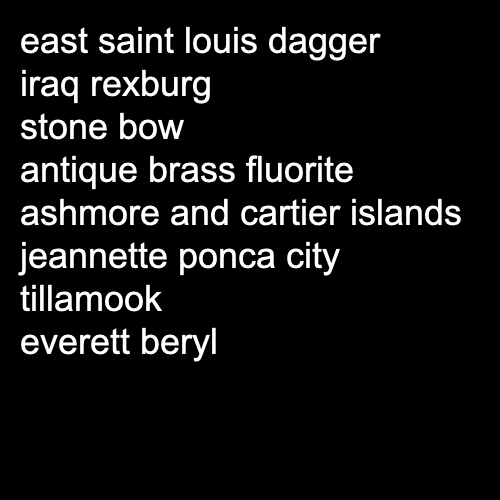 east saint louis dagger
iraq rexburg
stone bow
antique brass fluorite
ashmore and cartier islands
jeannette ponca city
tillamook
everett beryl